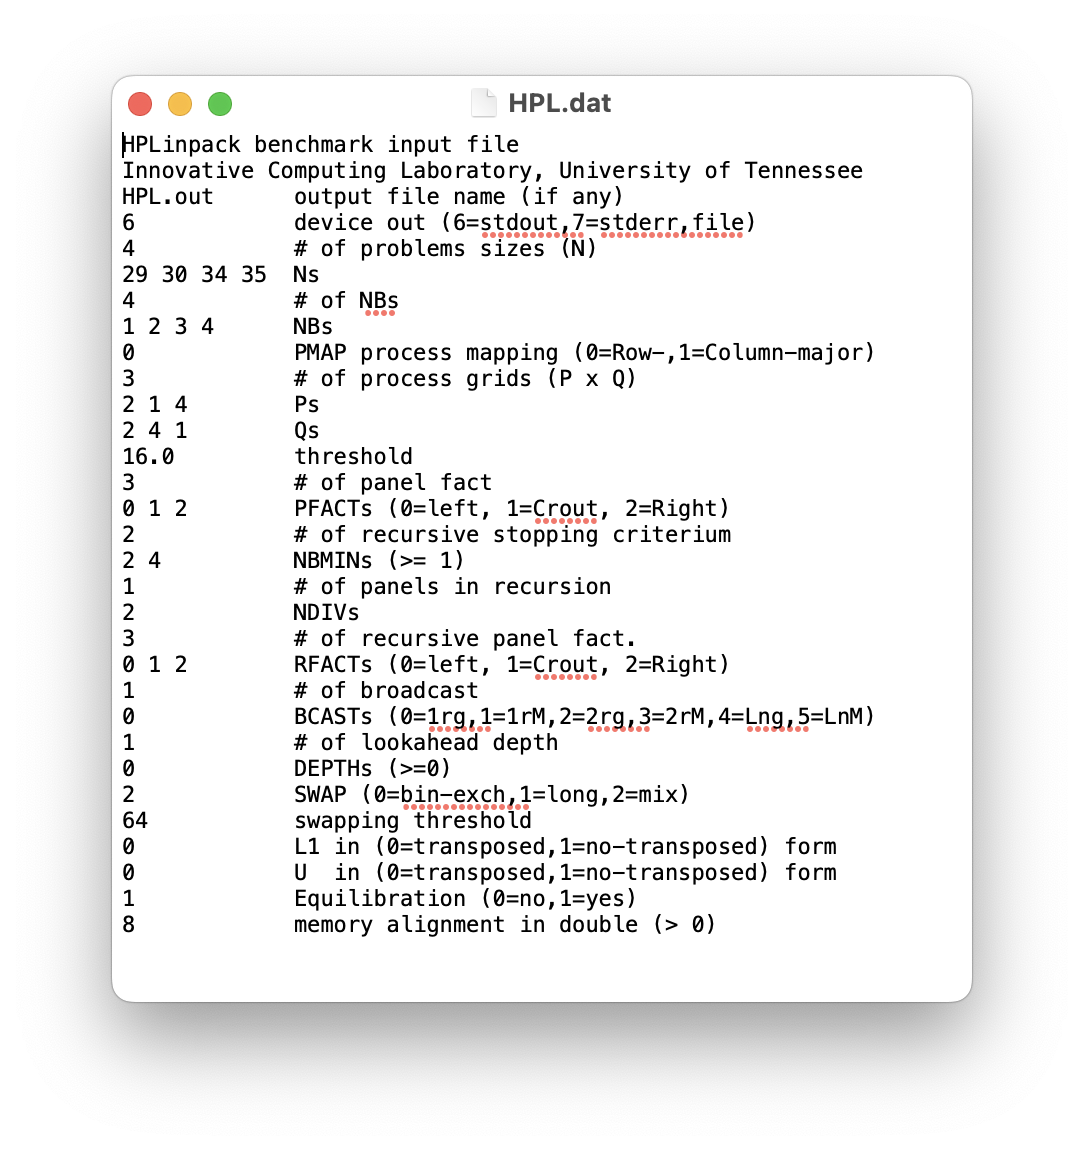 HPL.dat
HPLinpack benchmark input file
Innovative Computing Laboratory, University of Tennessee
HPL.out      output file name (if any)
6            device out (6=stdout,7=stderr,file)
4            # of problems sizes (N)
29 30 34 35  Ns
4            # of NBs
1 2 3 4      NBs
0            PMAP process mapping (0=Row-,1=Column-major)
3            # of process grids (P x Q)
2 1 4        Ps
2 4 1        Qs
16.0         threshold
3            # of panel fact
0 1 2        PFACTs (0=left, 1=Crout, 2=Right)
2            # of recursive stopping criterium
2 4          NBMINs (>= 1)
1            # of panels in recursion
2            NDIVs
3            # of recursive panel fact.
0 1 2        RFACTs (0=left, 1=Crout, 2=Right)
1            # of broadcast
0            BCASTs (0=1rg,1=1rM,2=2rg,3=2rM,4=Lng,5=LnM)
1            # of lookahead depth
0            DEPTHs (>=0)
2            SWAP (0=bin-exch,1=long,2=mix)
64           swapping threshold
0            L1 in (0=transposed,1=no-transposed) form
0            U  in (0=transposed,1=no-transposed) form
1            Equilibration (0=no,1=yes)
8            memory alignment in double (> 0)